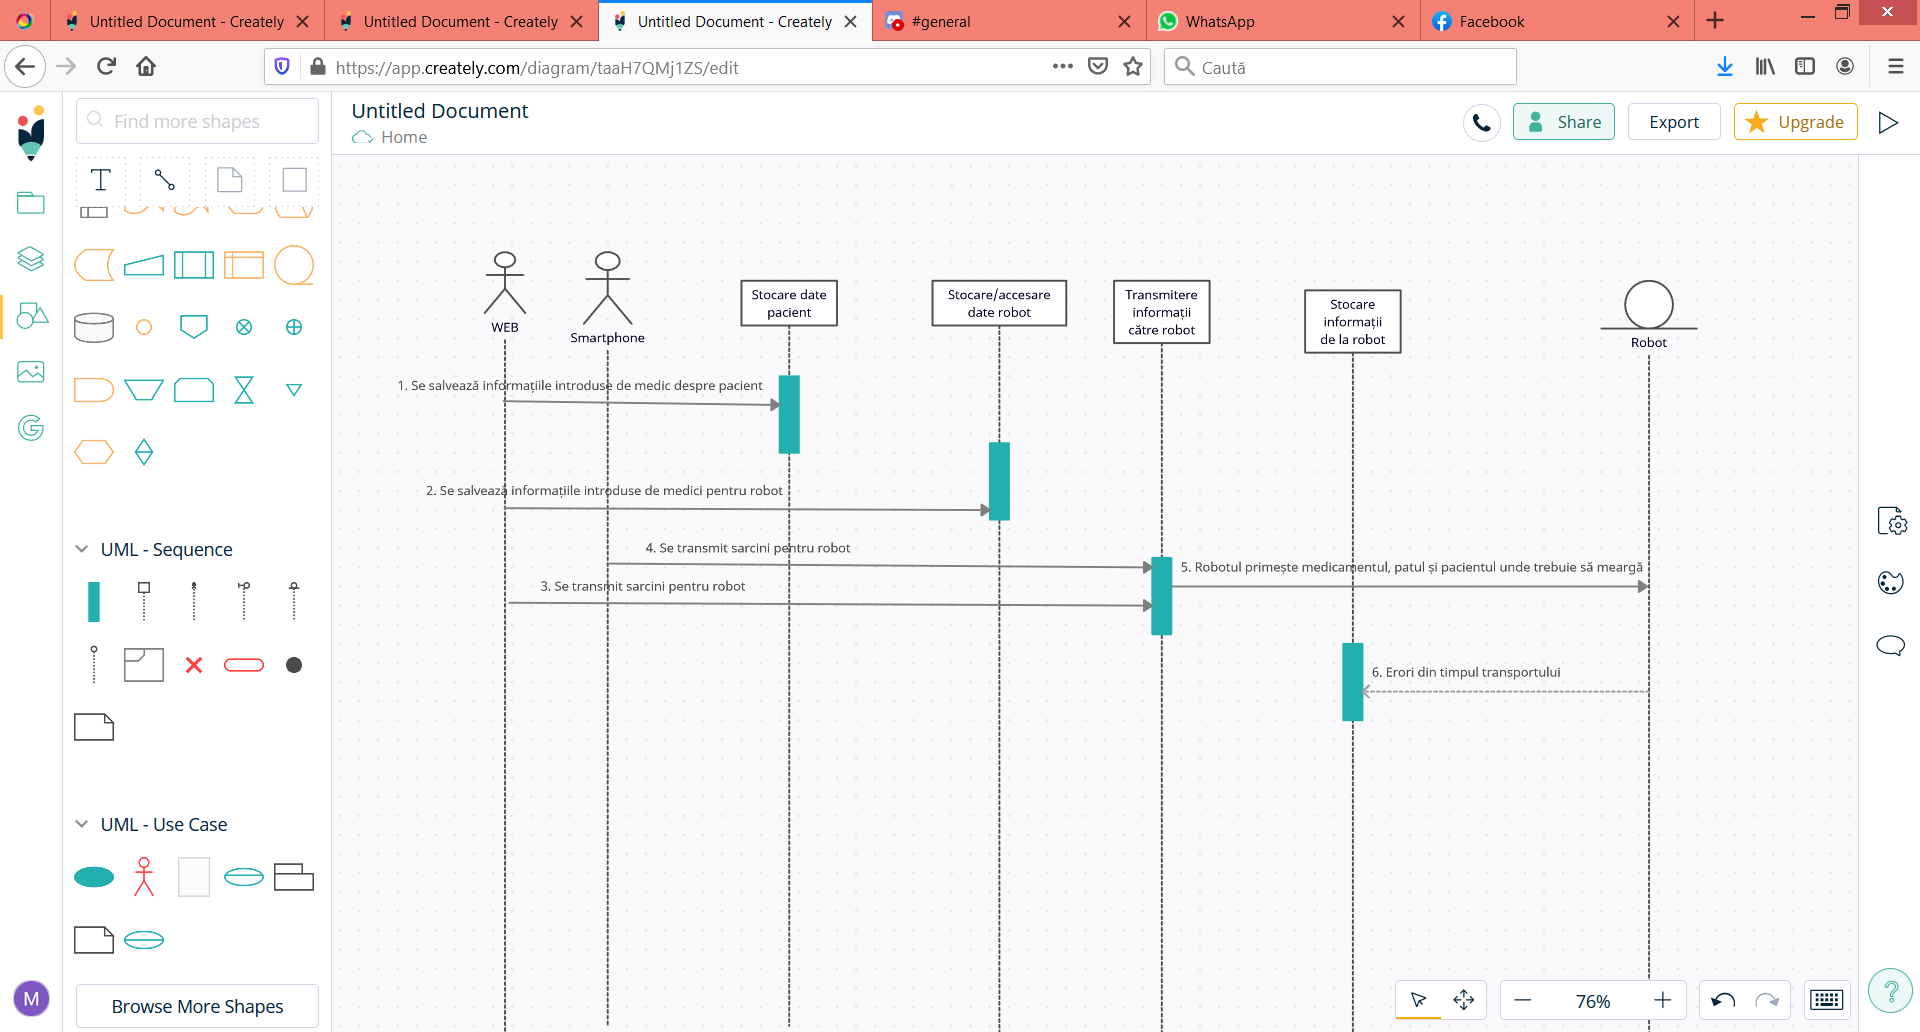 Untitled Document - Creately
Untitled Document - Creately
Untitled Document - Creately
#general
WhatsApp
Facebook
https://app.creately.com/diagram/taaH7QMj1ZS/edit
Caută
Find more shapes
Untitled Document
Home
Share
Export
Upgrade
T
WEB
Smartphone
Stocare date
pacient
Stocare/accesare
date robot
Transmitere
informații
către robot
Stocare
informații
de la robot
Robot
1. Se salvează informațiile introduse de medic despre pacient
2. Se salvează informațiile introduse de medici pentru robot
4. Se transmit sarcini pentru robot
3. Se transmit sarcini pentru robot
5. Robotul primește medicamentul, patul și pacientul unde trebuie să meargă
6. Erori din timpul transportului
UML - Sequence
UML - Use Case
Browse More Shapes
M
76%
?